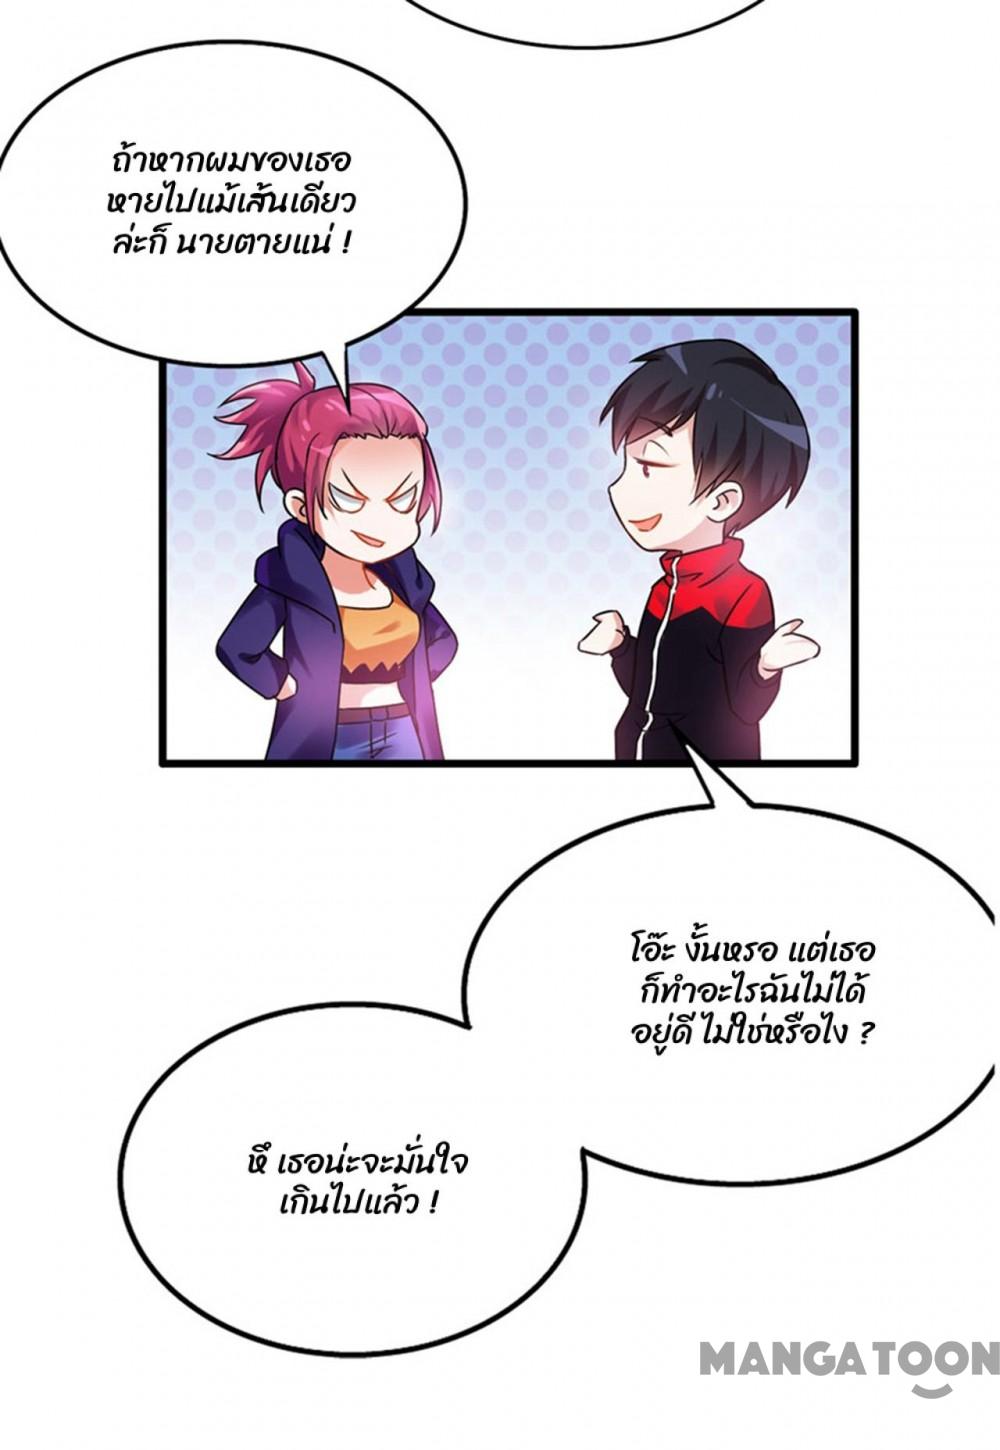 ถ้าหากผมของเธอ
หายไปแม้เส้นเดียว
ล่ะก็ นายตายแน่ !
โอ๊ะ งั้นหรอ แต่เธอ
ก็ทำอะไรฉันไม่ได้
อยู่ดี ไม่ใช่หรือไง ?
หึ เธอน่ะจะมั่นใจ
เกินไปแล้ว !
MANGATOON